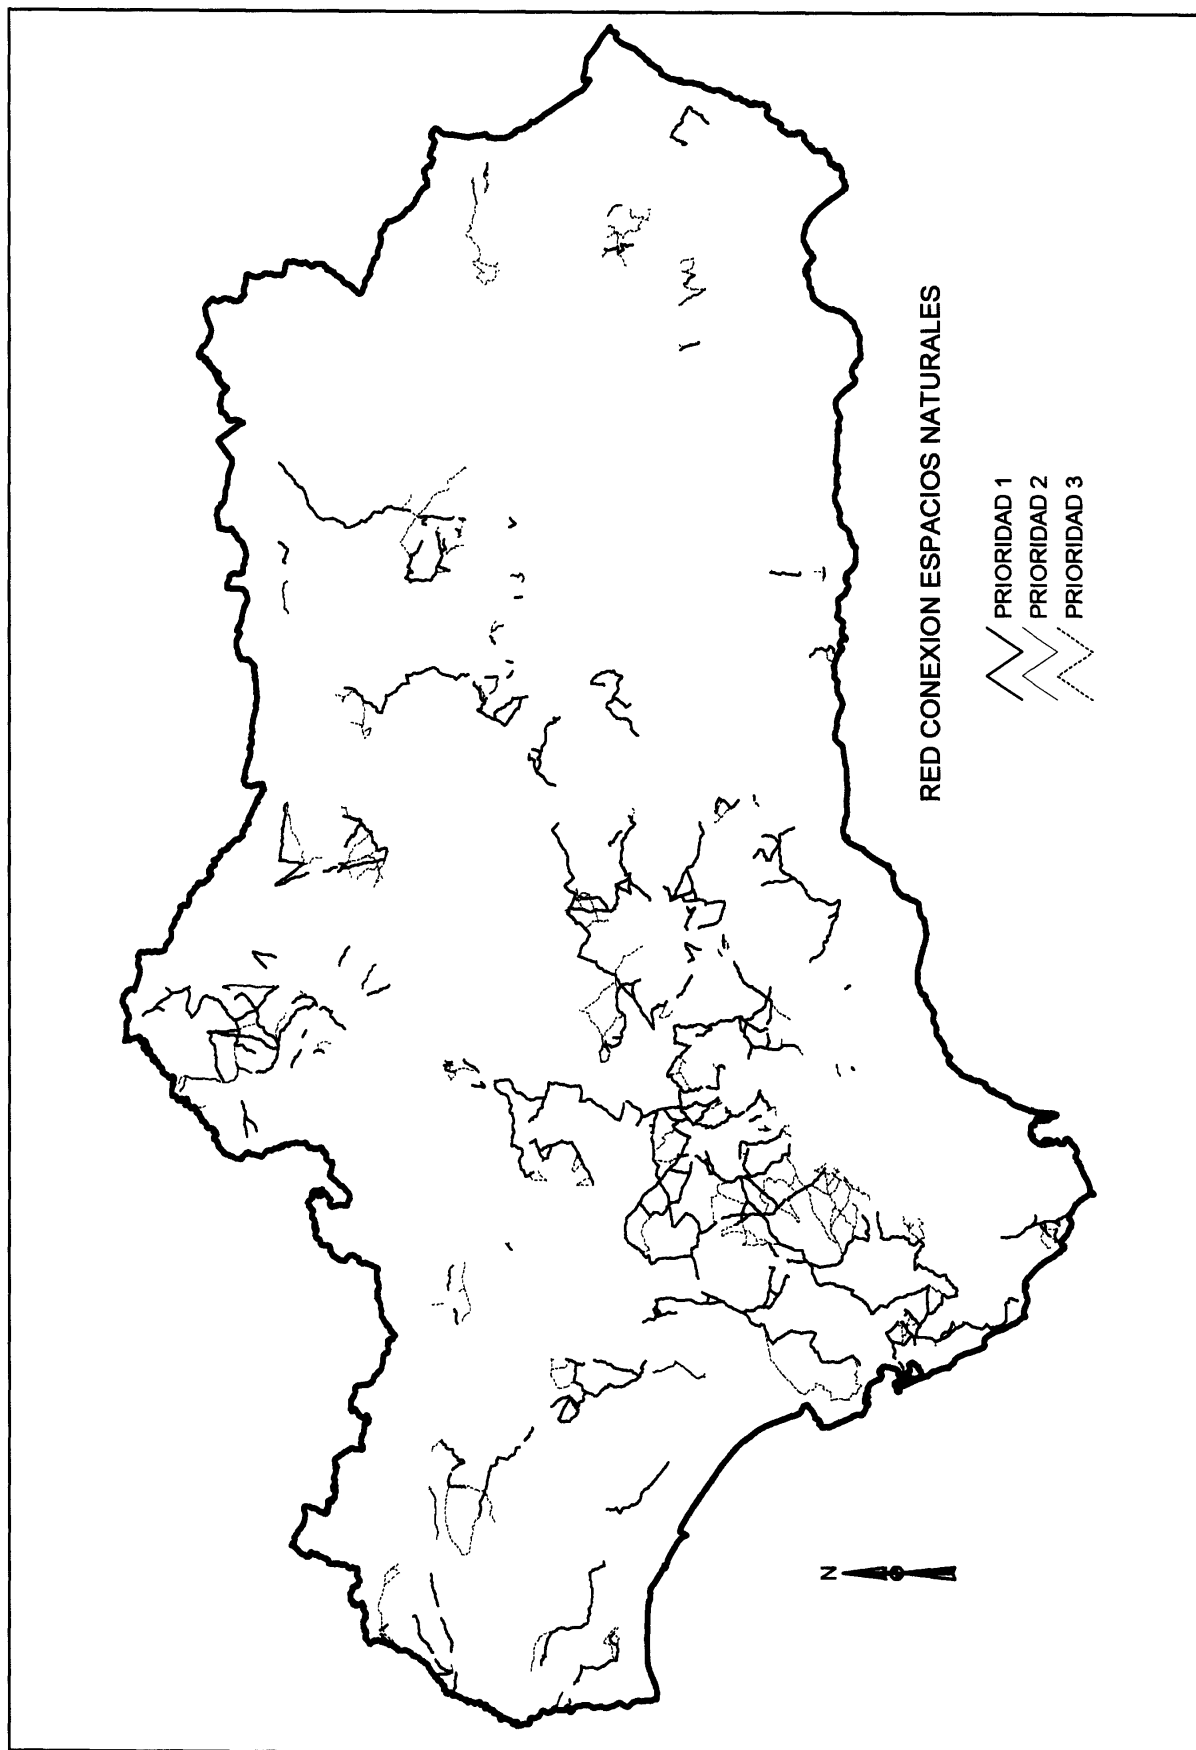 RED CONEXION ESPACIOS NATURALES
PRIORIDAD 1
PRIORIDAD 2
PRIORIDAD 3
N